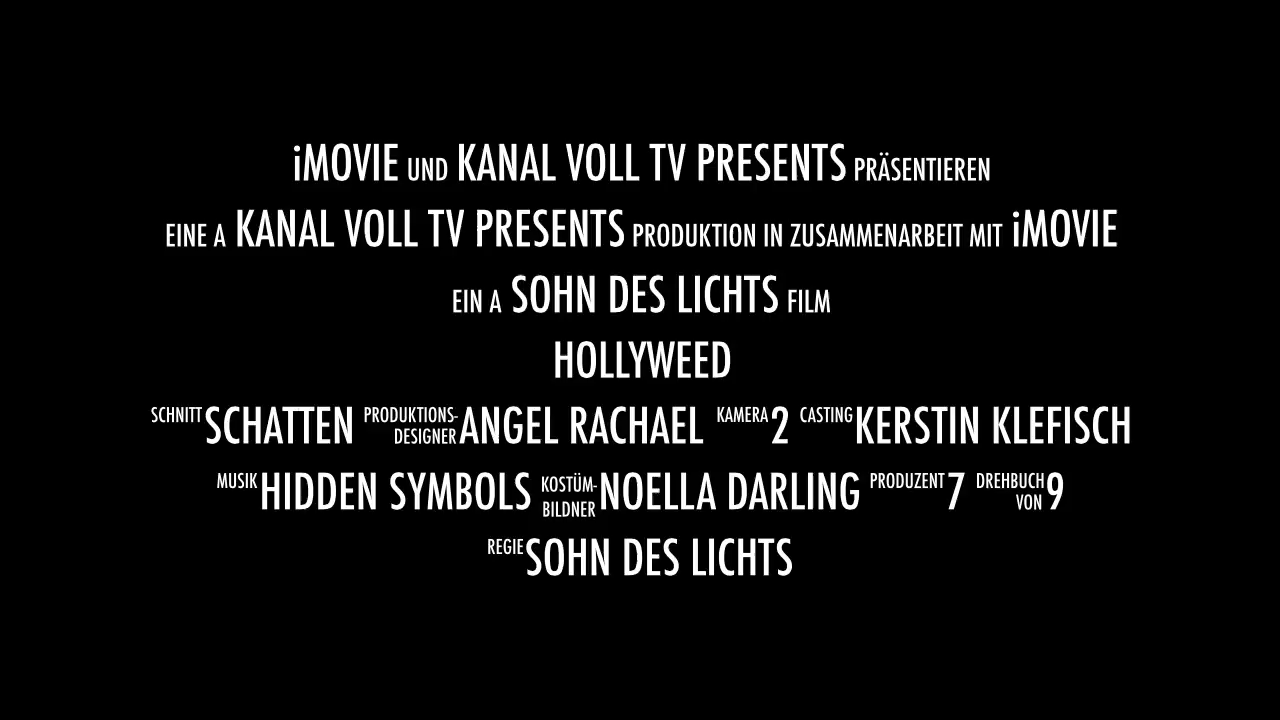 iMOVIE UND KANAL VOLL TV PRESENTS PRÄSENTIEREN
EINE A KANAL VOLL TV PRESENTS PRODUKTION IN ZUSAMMENARBEIT MIT iMOVIE
EIN A SOHN DES LICHTS FILM
HOLLYWEED
SCHNITT SCHATTEN PRODUKTIONS-DESIGNER ANGEL RACHAEL KAMERA 2 CASTING KERSTIN KLEFISCH
MUSIK HIDDEN SYMBOLS KOSTÜM-BILDNER NOELLA DARLING PRODUZENT 7 DREHBUCH VON 9
REGIE SOHN DES LICHTS